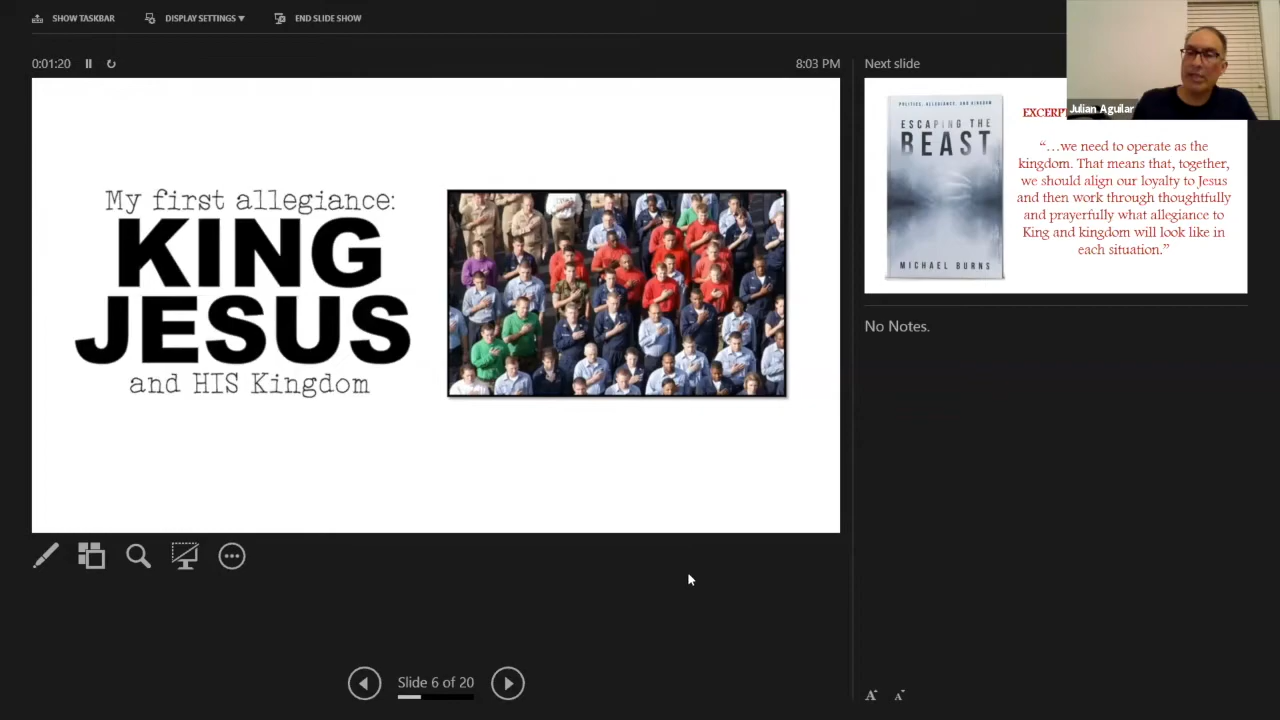 SHOW TASKBAR
DISPLAY SETTINGS ▼
END SLIDE SHOW
0:01:20
8:03 PM
Next slide
My first allegiance:
KING
JESUS
and HIS Kingdom
POLITICS, ALLEGIANCE, AND KINGDOM
ESCAPING THE
BEAST
MICHAEL BURNS
“…we need to operate as the
kingdom. That means that, together,
we should align our loyalty to Jesus
and then work through thoughtfully
and prayerfully what allegiance to
King and kingdom will look like in
each situation.”
Julian Aguilar
No Notes.
Slide 6 of 20
A
A